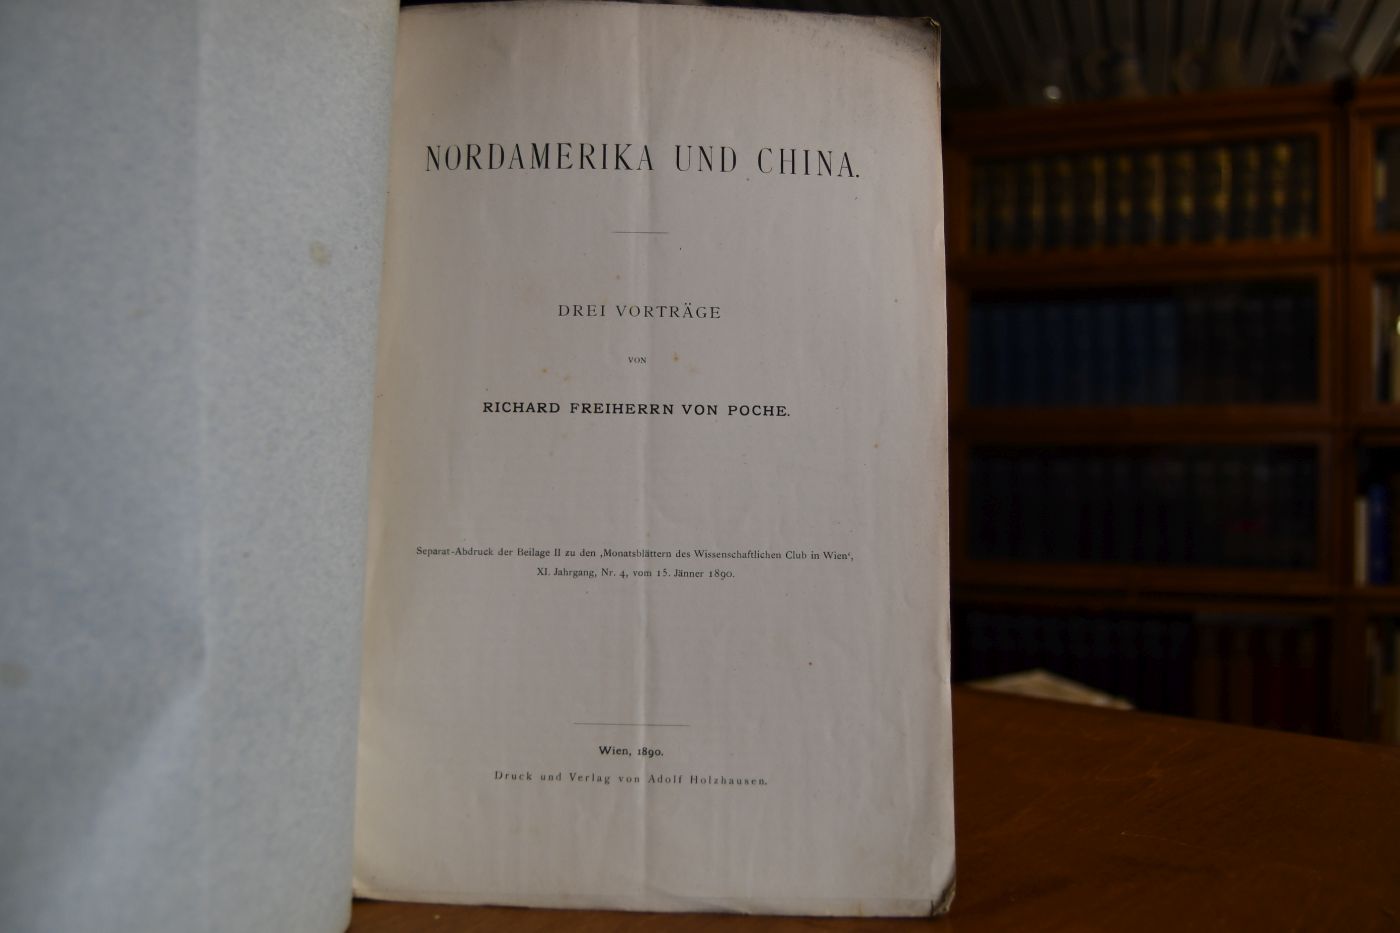 NORDAMERIKA UND CHINA.
DREI VORTRÄGE
VON
RICHARD FREIHERRN VON POCHE.
Separat-Abdruck der Beilage II zu den ‚Monatsblättern des Wissenschaftlichen Club in Wien‘,
XI. Jahrgang, Nr. 4, vom 15. Jänner 1890.
Wien, 1890.
Druck und Verlag von Adolf Holzhausen.